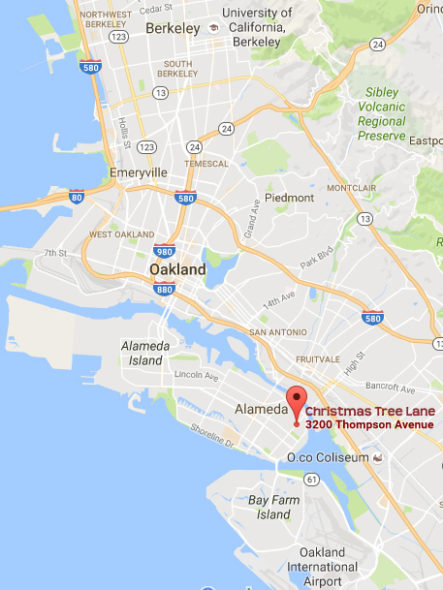 Cedar St
NORTHWEST
BERKELEY
University of
California,
Berkeley
Berkeley
123
24
580
SOUTH
BERKELEY
13
Sibley
Volcanic
Regional
Preserve
Hollis St
123
24
24
TEMESCAL
Emeryville
80
580
Piedmont
MONTCLAIR
13
Grand Ave
WEST OAKLAND
980
7th St
Oakland
Park Blvd
880
14th Ave
580
SAN ANTONIO
Alameda
Island
FRUITVALE
High St
Lincoln Ave
Bancroft Ave
Alameda
Christmas Tree Lane
3200 Thompson Avenue
Shoreline Dr
O.co Coliseum
61
Bay Farm
Island
Oakland
International
Airport